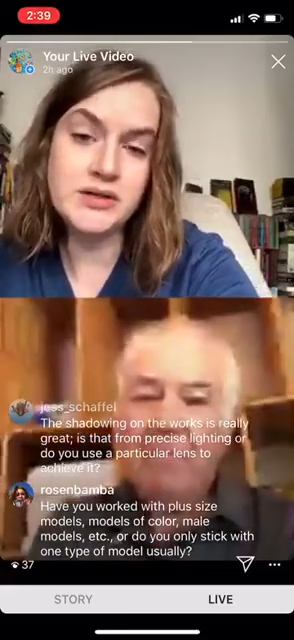 2:39
Your Live Video
2h ago
jess_schaffel
The shadowing on the works is really
great; is that from precise lighting or
do you use a particular lens to
achieve it?
rosenbamba
Have you worked with plus size
models, models of color, male
models, etc., or do you only stick with
one type of model usually?
37
STORY
LIVE